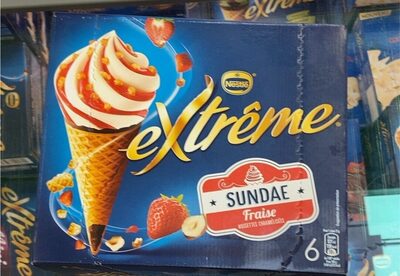 Nestlé
extrême
SUNDAE
Fraise
NOISETTES CARAMÉLISÉES
6